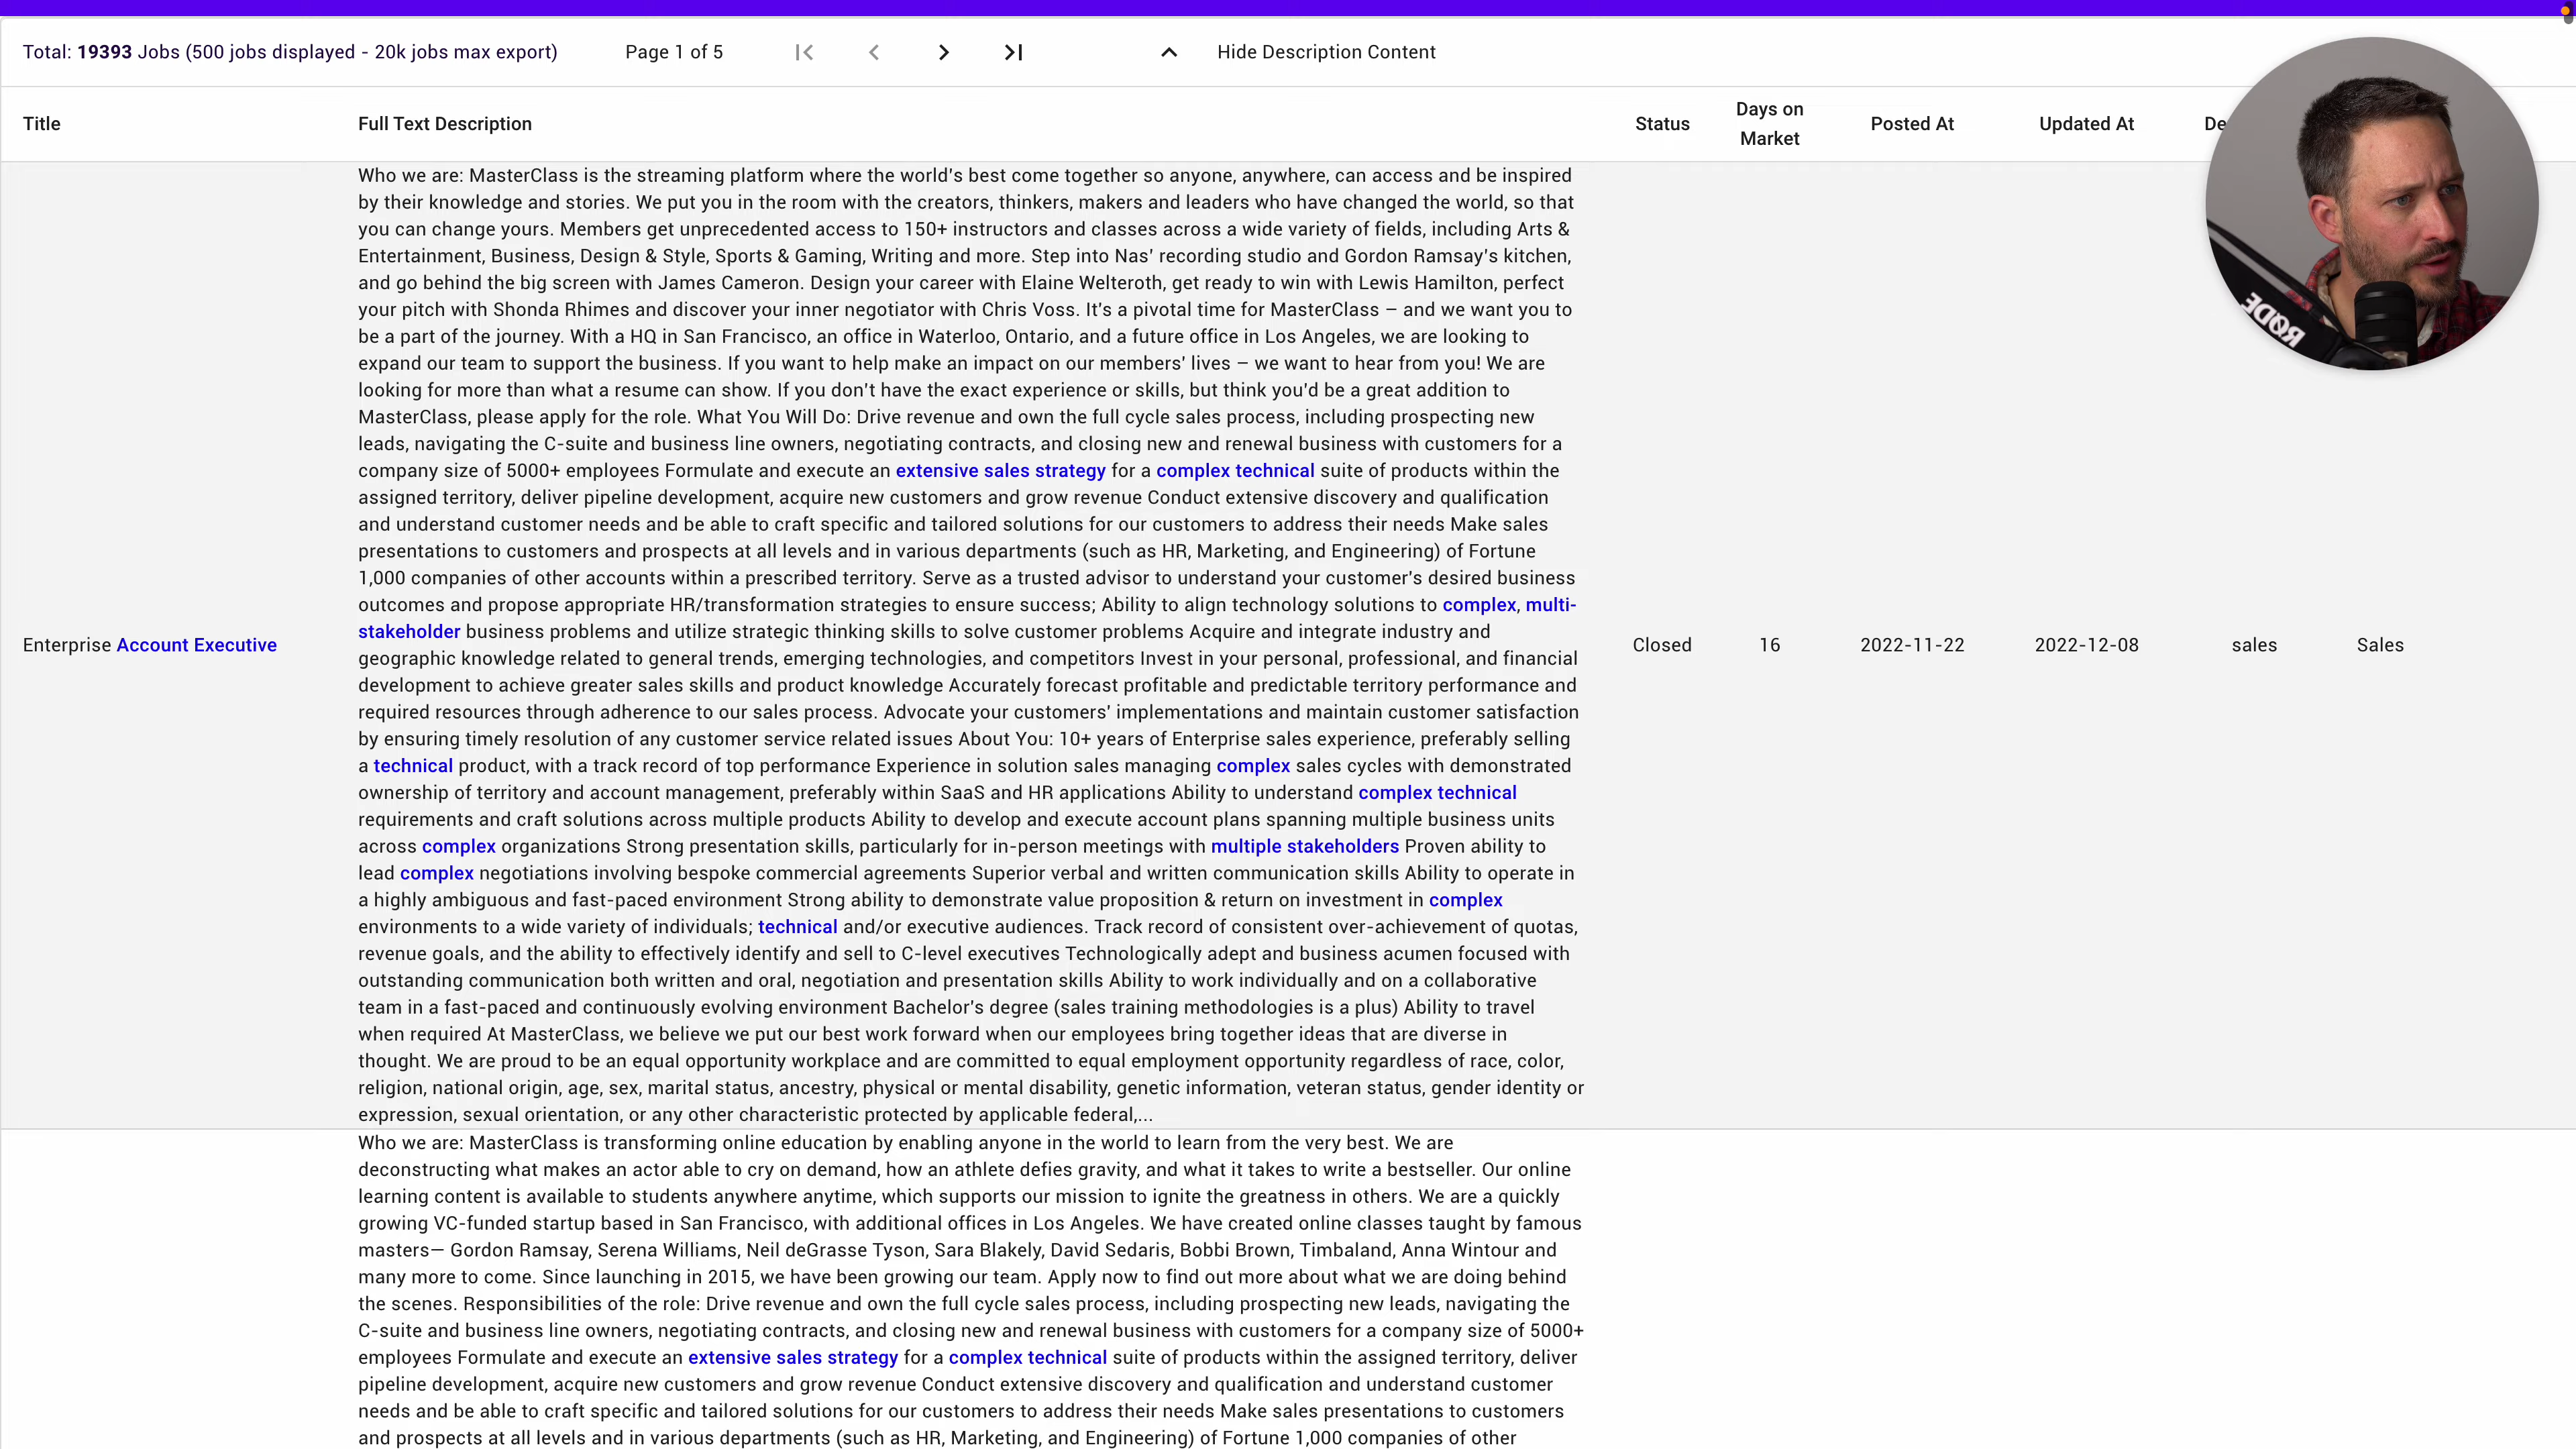 Total: 19393 Jobs (500 jobs displayed - 20k jobs max export)
Page 1 of 5
Hide Description Content
Title
Full Text Description
Status
Days on
Market
Posted At
Updated At
De
RØDE
Who we are: MasterClass is the streaming platform where the world's best come together so anyone, anywhere, can access and be inspired
by their knowledge and stories. We put you in the room with the creators, thinkers, makers and leaders who have changed the world, so that
you can change yours. Members get unprecedented access to 150+ instructors and classes across a wide variety of fields, including Arts &
Entertainment, Business, Design & Style, Sports & Gaming, Writing and more. Step into Nas' recording studio and Gordon Ramsay's kitchen,
and go behind the big screen with James Cameron. Design your career with Elaine Welteroth, get ready to win with Lewis Hamilton, perfect
your pitch with Shonda Rhimes and discover your inner negotiator with Chris Voss. It's a pivotal time for MasterClass – and we want you to
be a part of the journey. With a HQ in San Francisco, an office in Waterloo, Ontario, and a future office in Los Angeles, we are looking to
expand our team to support the business. If you want to help make an impact on our members' lives – we want to hear from you! We are
looking for more than what a resume can show. If you don't have the exact experience or skills, but think you'd be a great addition to
MasterClass, please apply for the role. What You Will Do: Drive revenue and own the full cycle sales process, including prospecting new
leads, navigating the C-suite and business line owners, negotiating contracts, and closing new and renewal business with customers for a
company size of 5000+ employees Formulate and execute an extensive sales strategy for a complex technical suite of products within the
assigned territory, deliver pipeline development, acquire new customers and grow revenue Conduct extensive discovery and qualification
and understand customer needs and be able to craft specific and tailored solutions for our customers to address their needs Make sales
presentations to customers and prospects at all levels and in various departments (such as HR, Marketing, and Engineering) of Fortune
1,000 companies of other accounts within a prescribed territory. Serve as a trusted advisor to understand your customer's desired business
outcomes and propose appropriate HR/transformation strategies to ensure success; Ability to align technology solutions to complex, multi-
stakeholder business problems and utilize strategic thinking skills to solve customer problems Acquire and integrate industry and
Enterprise Account Executive
Closed
16
2022-11-22
2022-12-08
sales
Sales
geographic knowledge related to general trends, emerging technologies, and competitors Invest in your personal, professional, and financial
development to achieve greater sales skills and product knowledge Accurately forecast profitable and predictable territory performance and
required resources through adherence to our sales process. Advocate your customers' implementations and maintain customer satisfaction
by ensuring timely resolution of any customer service related issues About You: 10+ years of Enterprise sales experience, preferably selling
a technical product, with a track record of top performance Experience in solution sales managing complex sales cycles with demonstrated
ownership of territory and account management, preferably within SaaS and HR applications Ability to understand complex technical
requirements and craft solutions across multiple products Ability to develop and execute account plans spanning multiple business units
across complex organizations Strong presentation skills, particularly for in-person meetings with multiple stakeholders Proven ability to
lead complex negotiations involving bespoke commercial agreements Superior verbal and written communication skills Ability to operate in
a highly ambiguous and fast-paced environment Strong ability to demonstrate value proposition & return on investment in complex
environments to a wide variety of individuals; technical and/or executive audiences. Track record of consistent over-achievement of quotas,
revenue goals, and the ability to effectively identify and sell to C-level executives Technologically adept and business acumen focused with
outstanding communication both written and oral, negotiation and presentation skills Ability to work individually and on a collaborative
team in a fast-paced and continuously evolving environment Bachelor's degree (sales training methodologies is a plus) Ability to travel
when required At MasterClass, we believe we put our best work forward when our employees bring together ideas that are diverse in
thought. We are proud to be an equal opportunity workplace and are committed to equal employment opportunity regardless of race, color,
religion, national origin, age, sex, marital status, ancestry, physical or mental disability, genetic information, veteran status, gender identity or
expression, sexual orientation, or any other characteristic protected by applicable federal,...
Who we are: MasterClass is transforming online education by enabling anyone in the world to learn from the very best. We are
deconstructing what makes an actor able to cry on demand, how an athlete defies gravity, and what it takes to write a bestseller. Our online
learning content is available to students anywhere anytime, which supports our mission to ignite the greatness in others. We are a quickly
growing VC-funded startup based in San Francisco, with additional offices in Los Angeles. We have created online classes taught by famous
masters— Gordon Ramsay, Serena Williams, Neil deGrasse Tyson, Sara Blakely, David Sedaris, Bobbi Brown, Timbaland, Anna Wintour and
many more to come. Since launching in 2015, we have been growing our team. Apply now to find out more about what we are doing behind
the scenes. Responsibilities of the role: Drive revenue and own the full cycle sales process, including prospecting new leads, navigating the
C-suite and business line owners, negotiating contracts, and closing new and renewal business with customers for a company size of 5000+
employees Formulate and execute an extensive sales strategy for a complex technical suite of products within the assigned territory, deliver
pipeline development, acquire new customers and grow revenue Conduct extensive discovery and qualification and understand customer
needs and be able to craft specific and tailored solutions for our customers to address their needs Make sales presentations to customers
and prospects at all levels and in various departments (such as HR, Marketing, and Engineering) of Fortune 1,000 companies of other